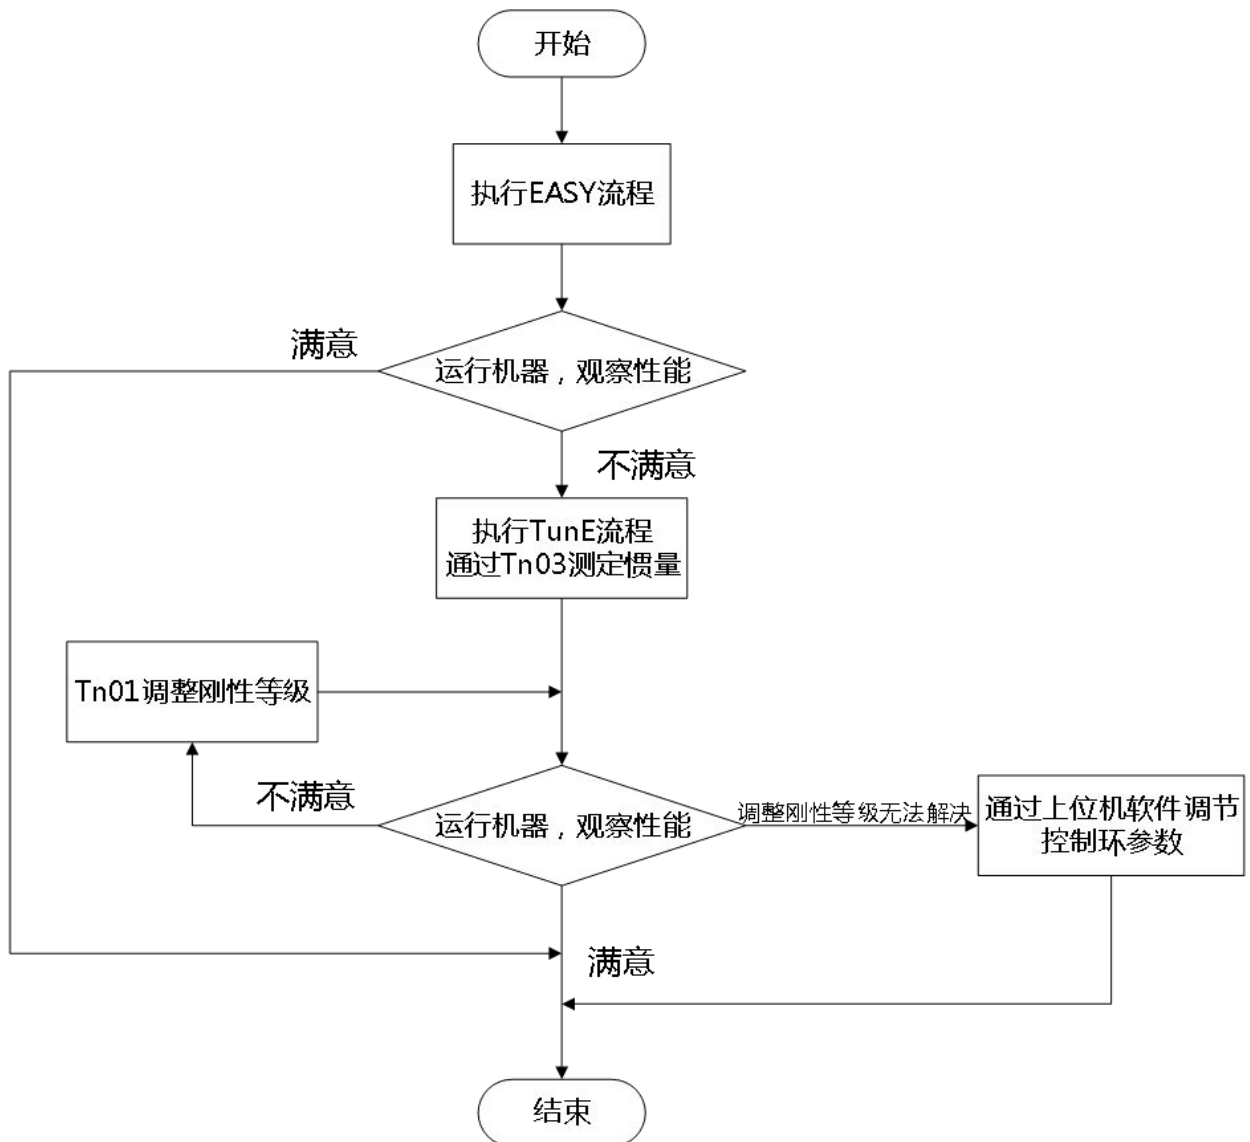 开始
执行EASY流程
满意
运行机器，观察性能
不满意
执行TunE流程
通过Tn03测定惯量
Tn01调整刚性等级
不满意
运行机器，观察性能
调整刚性等级无法解决
通过上位机软件调节
控制环参数
满意
结束